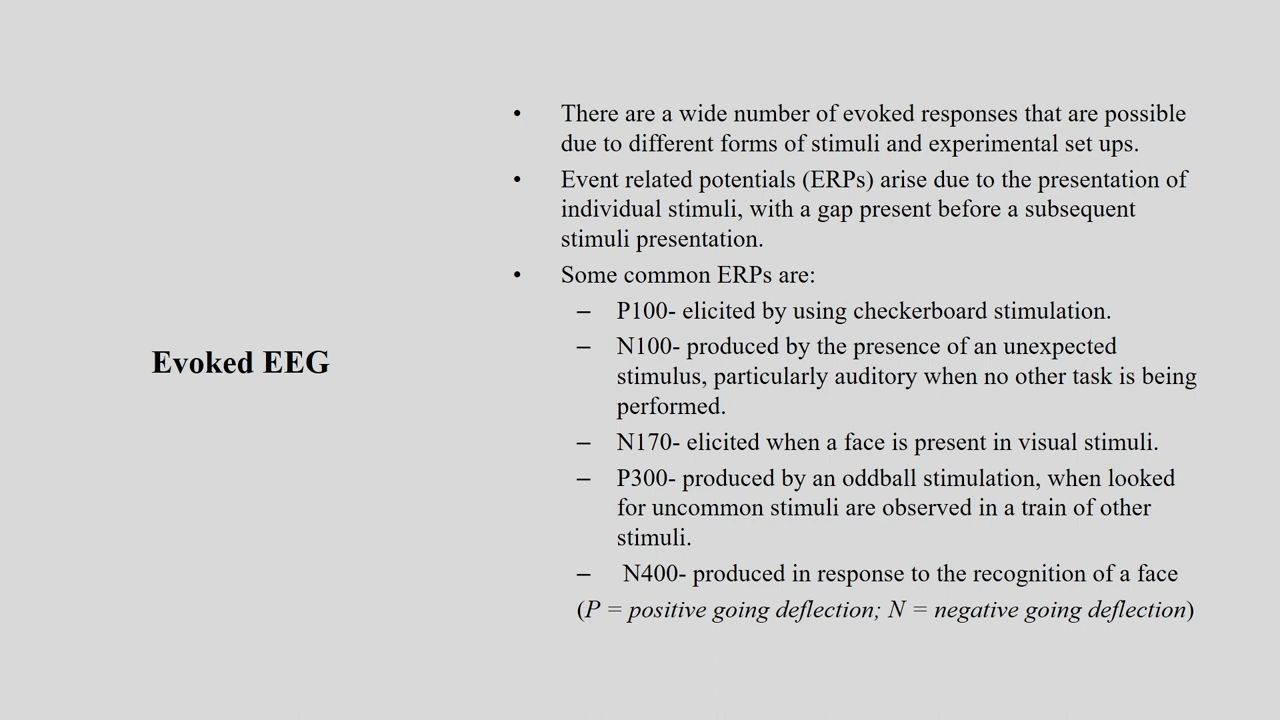 Evoked EEG
• There are a wide number of evoked responses that are possible
due to different forms of stimuli and experimental set ups.
• Event related potentials (ERPs) arise due to the presentation of
individual stimuli, with a gap present before a subsequent
stimuli presentation.
• Some common ERPs are:
– P100- elicited by using checkerboard stimulation.
– N100- produced by the presence of an unexpected
stimulus, particularly auditory when no other task is being
performed.
– N170- elicited when a face is present in visual stimuli.
– P300- produced by an oddball stimulation, when looked
for uncommon stimuli are observed in a train of other
stimuli.
– N400- produced in response to the recognition of a face
(P = positive going deflection; N = negative going deflection)